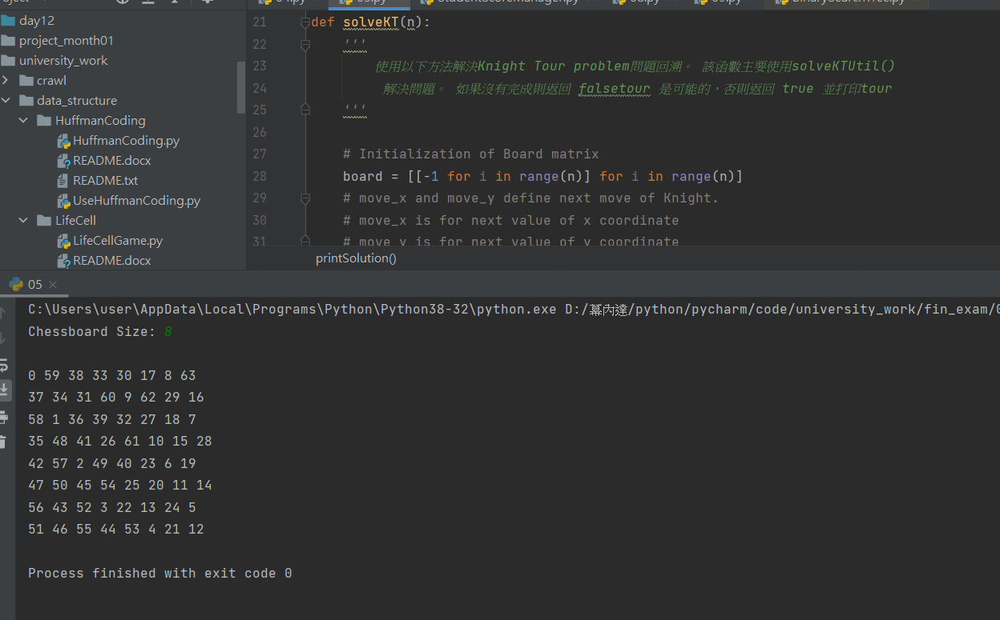 day12
project_month01
university_work
crawl
data_structure
HuffmanCoding
HuffmanCoding.py
README.docx
README.txt
UseHuffmanCoding.py
LifeCell
LifeCellGame.py
README.docx
21 def solveKT(n):
22 '''
23 使用以下方法解決Knight Tour problem問題回溯。 該函數主要使用solveKTUtil()
24 解決問題。 如果沒有完成則返回 falsetour 是可能的，否則返回 true 並打印tour
25 '''
26
27 # Initialization of Board matrix
28 board = [[-1 for i in range(n)] for i in range(n)]
29 # move_x and move_y define next move of Knight.
30 # move_x is for next value of x coordinate
31 # move_y is for next value of y coordinate
printSolution()
05
C:\Users\user\AppData\Local\Programs\Python\Python38-32\python.exe D:/幕內達/python/pycharm/code/university_work/fin_exam/0
Chessboard Size: 8
0 59 38 33 30 17 8 63
37 34 31 60 9 62 29 16
58 1 36 39 32 27 18 7
35 48 41 26 61 10 15 28
42 57 2 49 40 23 6 19
47 50 45 54 25 20 11 14
56 43 52 3 22 13 24 5
51 46 55 44 53 4 21 12
Process finished with exit code 0